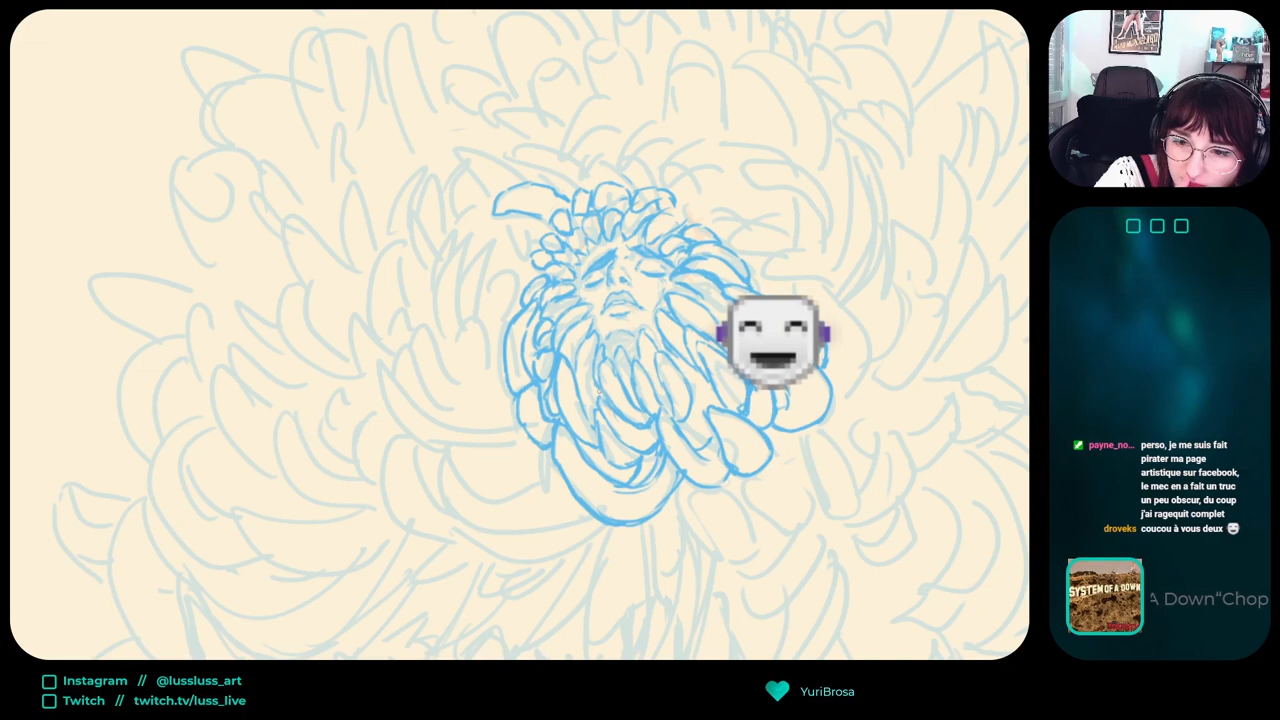 payne_no... perso, je me suis fait
pirater ma page
artistique sur facebook,
le mec en a fait un truc
un peu obscur, du coup
j'ai ragequit complet
droveks coucou à vous deux
SYSTEM OF A DOWN
A Down "Chop
Instagram // @lussluss_art
Twitch // twitch.tv/luss_live
YuriBrosa